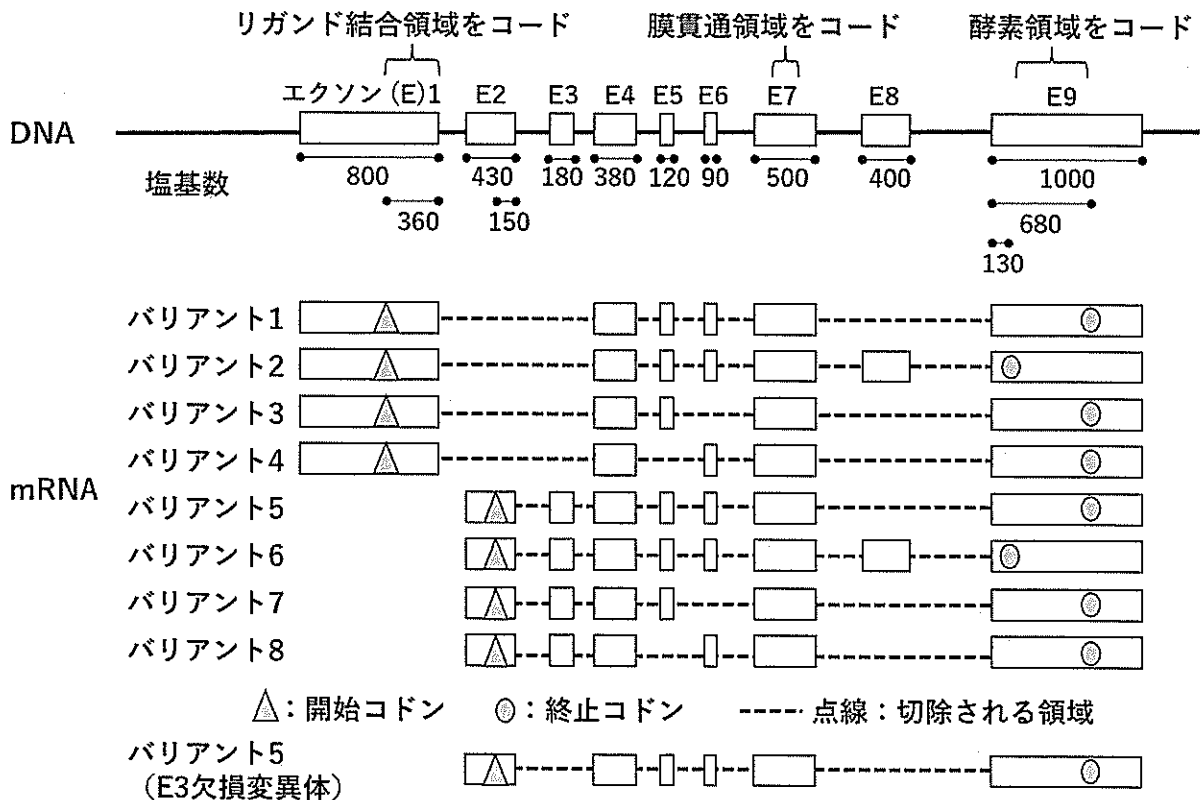 リガンド結合領域をコード 膜貫通領域をコード 酵素領域をコード
エクソン(E)1 E2 E3 E4 E5 E6 E7 E8 E9
DNA
塩基数 800 430 180 380 120 90 500 400 1000
360 150 680
130
バリアント1
バリアント2
バリアント3
バリアント4
mRNA
バリアント5
バリアント6
バリアント7
バリアント8
：開始コドン ：終止コドン 点線：切除される領域
バリアント5
(E3欠損変異体)